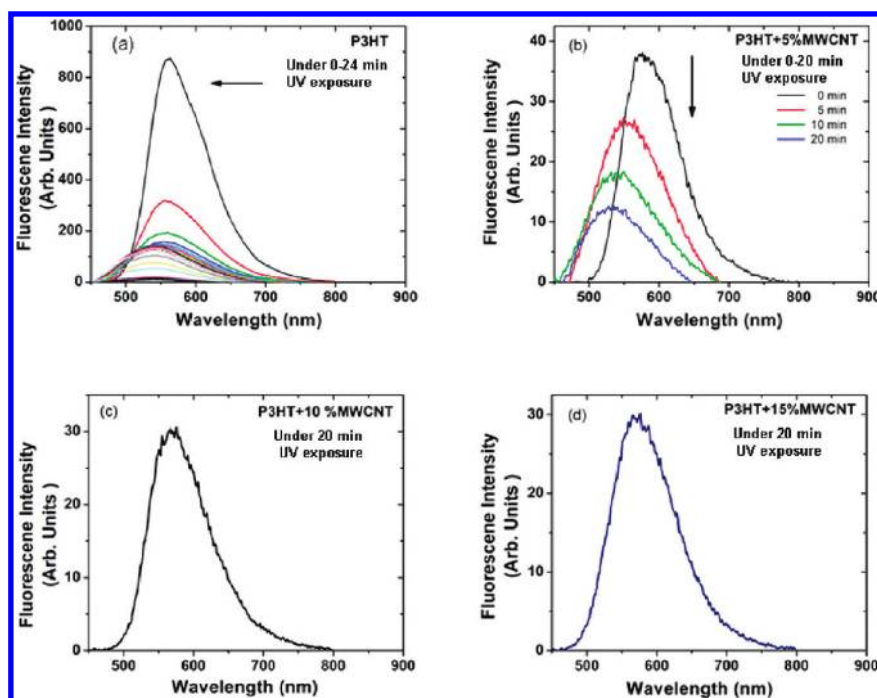 (a)
P3HT
Under 0-24 min
UV exposure
1000
800
600
400
200
0
500
600
700
800
900
Wavelength (nm)
Fluorescene Intensity
(Arb. Units)
(b)
P3HT+5%MWCNT
Under 0-20 min
UV exposure
0 min
5 min
10 min
20 min
40
30
20
10
0
500
600
700
800
900
Wavelength (nm)
Fluorescene Intensity
(Arb. Units)
(c)
P3HT+10 %MWCNT
Under 20 min
UV exposure
30
20
10
0
500
600
700
800
900
Wavelength (nm)
Fluorescene Intensity
(Arb. Units)
(d)
P3HT+15%MWCNT
Under 20 min
UV exposure
30
20
10
0
500
600
700
800
900
Wavelength (nm)
Fluorescene Intensity
(Arb. Units)